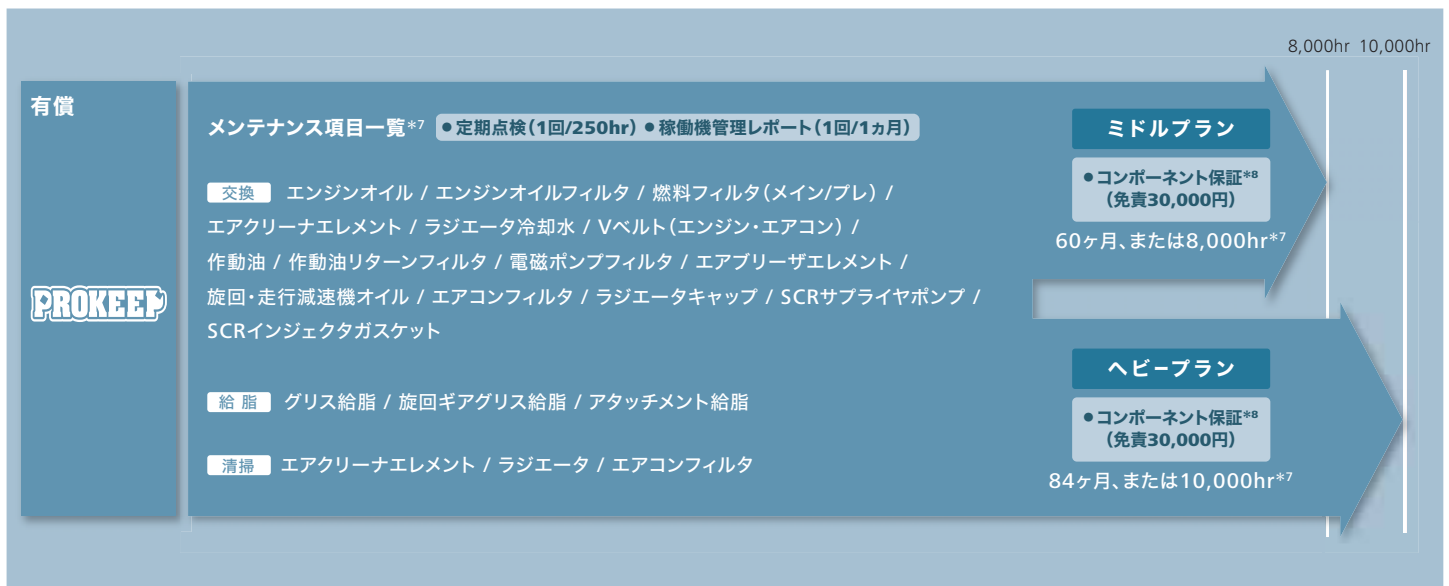 8,000hr 10,000hr
有償
PROKEEP
メンテナンス項目一覧*7 ●定期点検(1回/250hr) ●稼働機管理レポート(1回/1ヵ月)
交換 エンジンオイル / エンジンオイルフィルタ / 燃料フィルタ(メイン/プレ) /
エアクリーナエレメント / ラジエータ冷却水 / Vベルト(エンジン・エアコン) /
作動油 / 作動油リターンフィルタ / 電磁ポンプフィルタ / エアブリーザエレメント /
旋回・走行減速機オイル / エアコンフィルタ / ラジエータキャップ / SCRサプライヤポンプ /
SCRインジェクタガスケット
給脂 グリス給脂 / 旋回ギアグリス給脂 / アタッチメント給脂
清掃 エアクリーナエレメント / ラジエータ / エアコンフィルタ
ミドルプラン
●コンポーネント保証*8
(免責30,000円)
60ヶ月、または8,000hr*7
ヘビープラン
●コンポーネント保証*8
(免責30,000円)
84ヶ月、または10,000hr*7